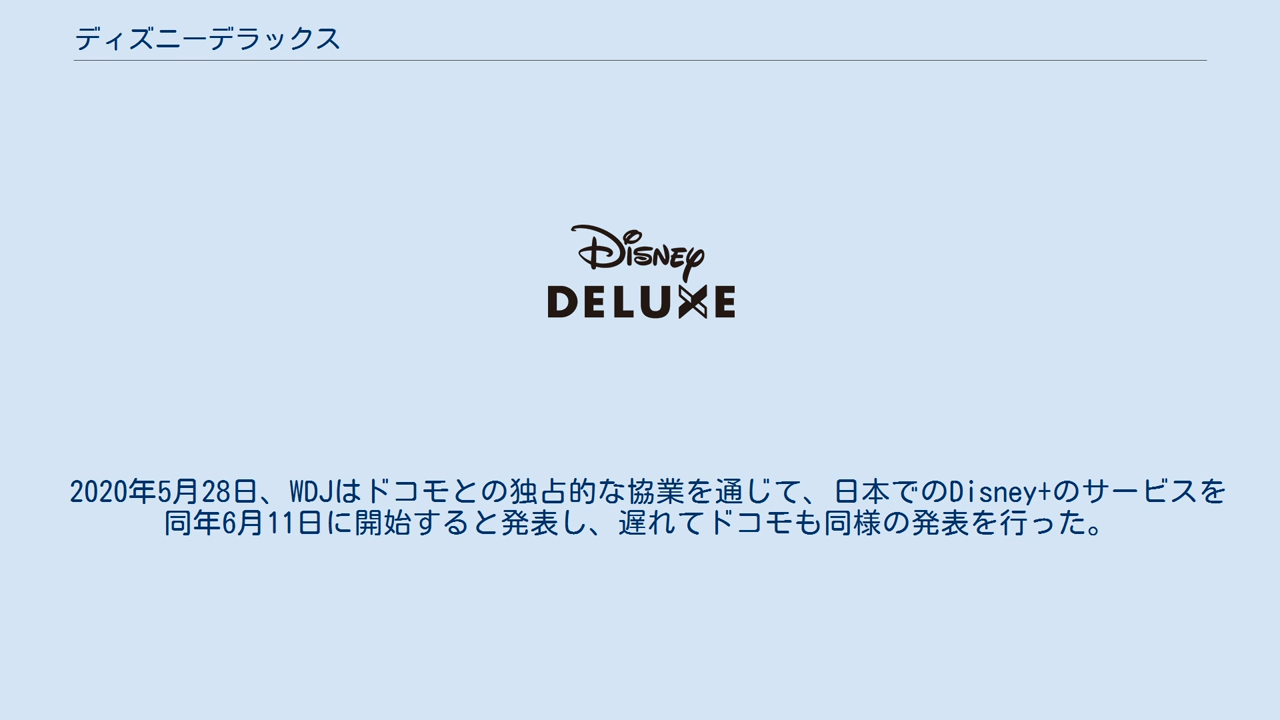 ディズニーデラックス
Disney
DELUXE
2020年5月28日、WDJはドコモとの独占的な協業を通じて、日本でのDisney+のサービスを
同年6月11日に開始すると発表し、遅れてドコモも同様の発表を行った。